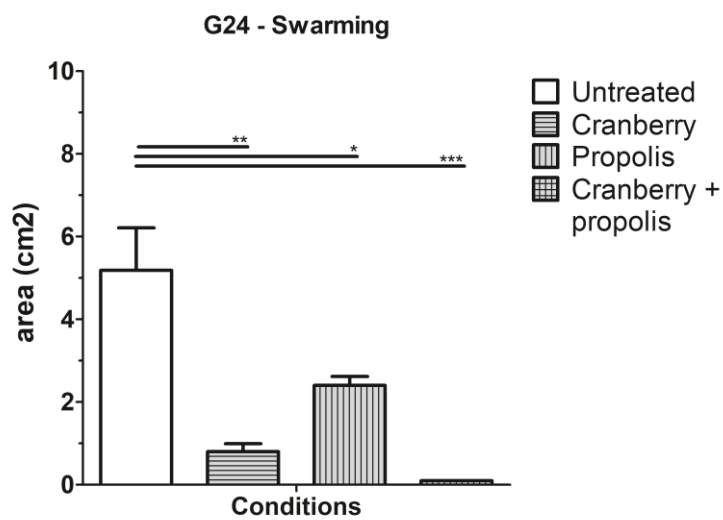 G24 - Swarming
10
8
6
4
2
0
area (cm2)
**
*
***
Conditions
Untreated
Cranberry
Propolis
Cranberry +
propolis